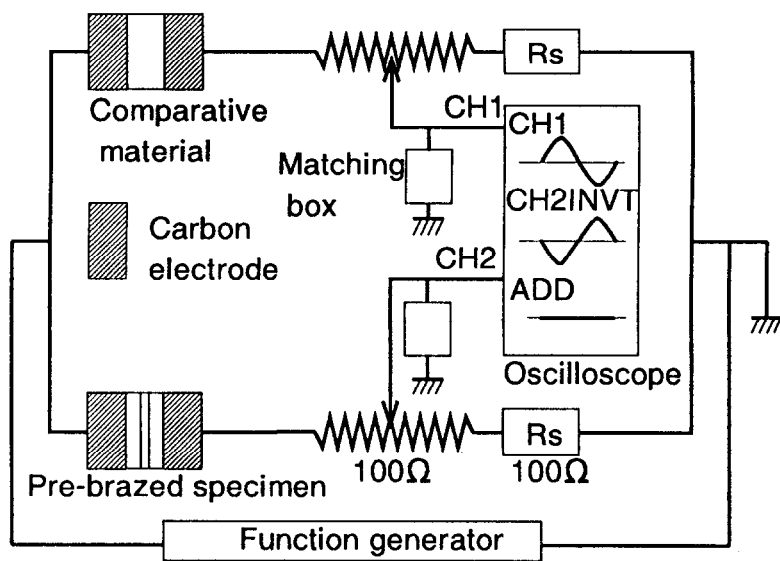 Rs
Comparative
material
CH1
CH1
Matching
box
CH2INVT
Carbon
electrode
CH2
ADD
Oscilloscope
Rs
100Ω
100Ω
Pre-brazed specimen
Function generator